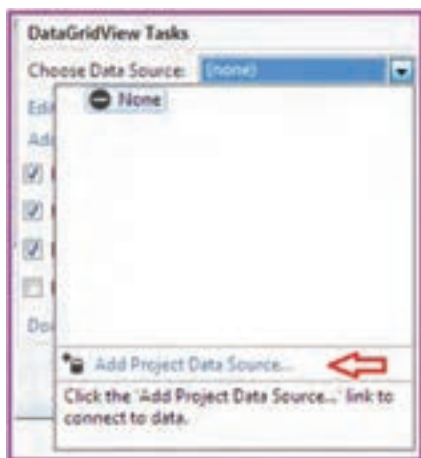 DataGridView Tasks
Choose Data Source: (none)
None
Add Project Data Source...
Click the 'Add Project Data Source...' link to
connect to data.